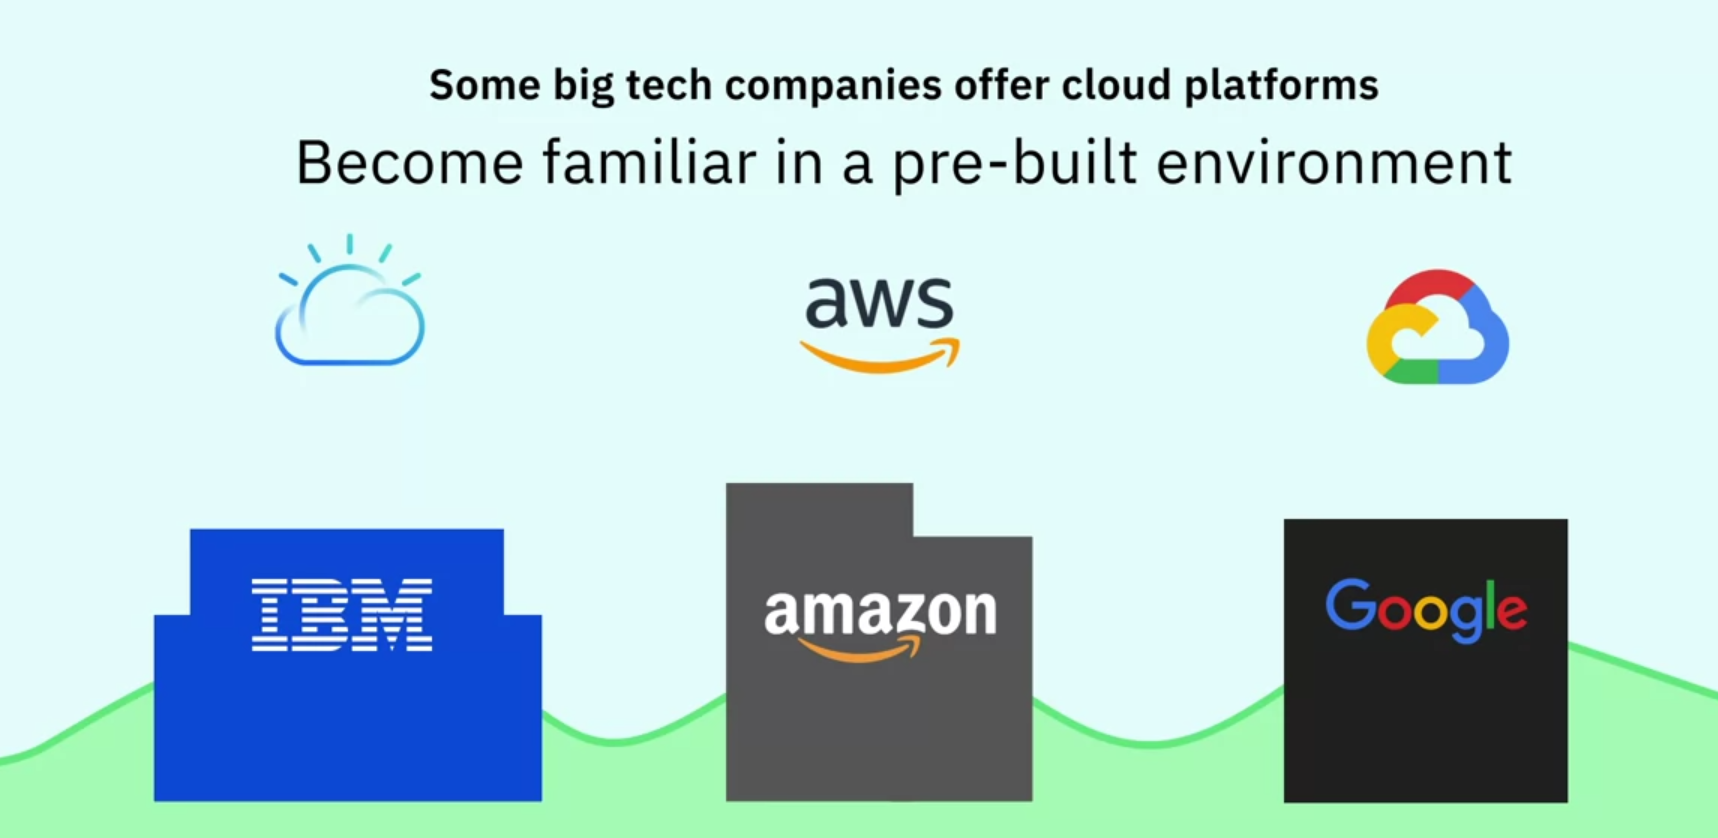 Some big tech companies offer cloud platforms
Become familiar in a pre-built environment
aws
IBM
amazon
Google